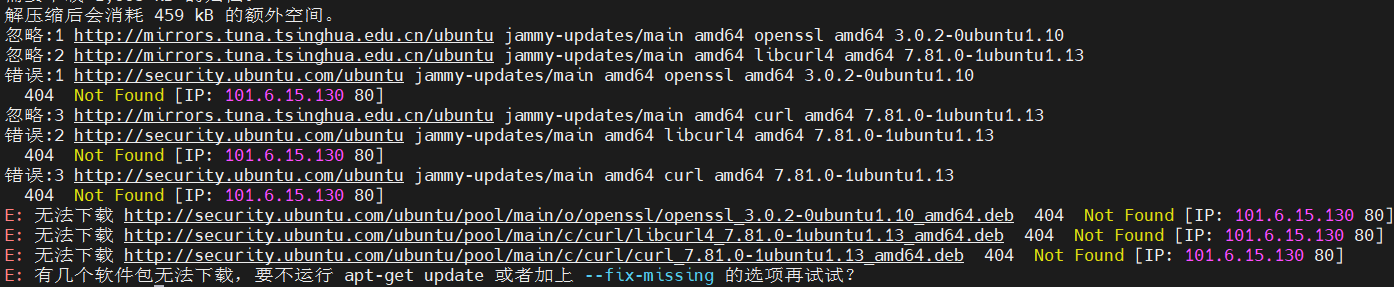 解压缩后会消耗 459 kB 的额外空间。
忽略:1 http://mirrors.tuna.tsinghua.edu.cn/ubuntu jammy-updates/main amd64 openssl amd64 3.0.2-0ubuntu1.10
忽略:2 http://mirrors.tuna.tsinghua.edu.cn/ubuntu jammy-updates/main amd64 libcurl4 amd64 7.81.0-1ubuntu1.13
错误:1 http://security.ubuntu.com/ubuntu jammy-updates/main amd64 openssl amd64 3.0.2-0ubuntu1.10
404 Not Found [IP: 101.6.15.130 80]
忽略:3 http://mirrors.tuna.tsinghua.edu.cn/ubuntu jammy-updates/main amd64 curl amd64 7.81.0-1ubuntu1.13
错误:2 http://security.ubuntu.com/ubuntu jammy-updates/main amd64 libcurl4 amd64 7.81.0-1ubuntu1.13
404 Not Found [IP: 101.6.15.130 80]
错误:3 http://security.ubuntu.com/ubuntu jammy-updates/main amd64 curl amd64 7.81.0-1ubuntu1.13
404 Not Found [IP: 101.6.15.130 80]
E: 无法下载 http://security.ubuntu.com/ubuntu/pool/main/o/openssl/openssl_3.0.2-0ubuntu1.10_amd64.deb 404 Not Found [IP: 101.6.15.130 80]
E: 无法下载 http://security.ubuntu.com/ubuntu/pool/main/c/curl/libcurl4_7.81.0-1ubuntu1.13_amd64.deb 404 Not Found [IP: 101.6.15.130 80]
E: 无法下载 http://security.ubuntu.com/ubuntu/pool/main/c/curl/curl_7.81.0-1ubuntu1.13_amd64.deb 404 Not Found [IP: 101.6.15.130 80]
E: 有几个软件包无法下载，要不运行 apt-get update 或者加上 --fix-missing 的选项再试试？